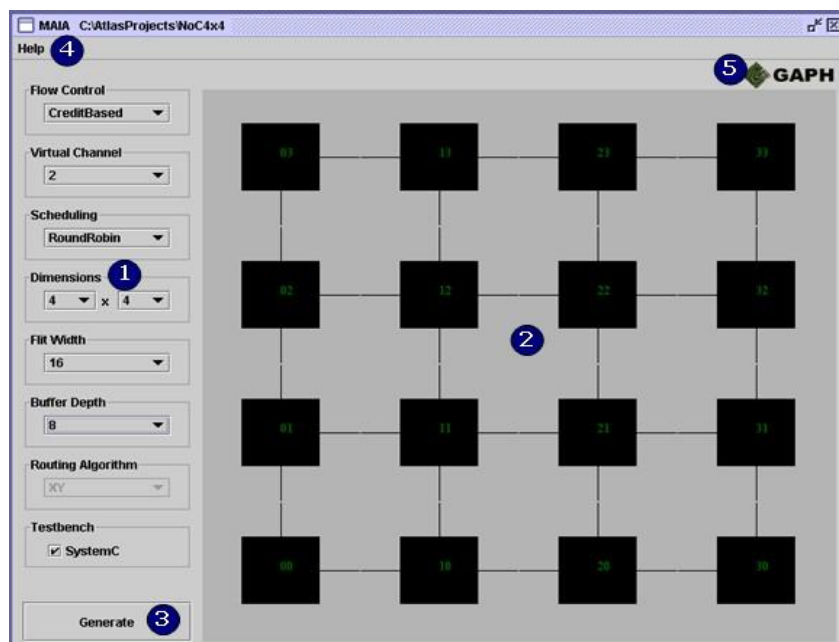 MAIA C:\AtlasProjects\NoC4x4
Help 4
5 GAPH
Flow Control
CreditBased
Virtual Channel
2
Scheduling
RoundRobin
Dimensions 1
4 x 4
Flit Width
16
Buffer Depth
8
Routing Algorithm
XY
Testbench
SystemC
Generate 3
03 13 23 33
02 12 22 32
2
01 11 21 31
00 10 20 30